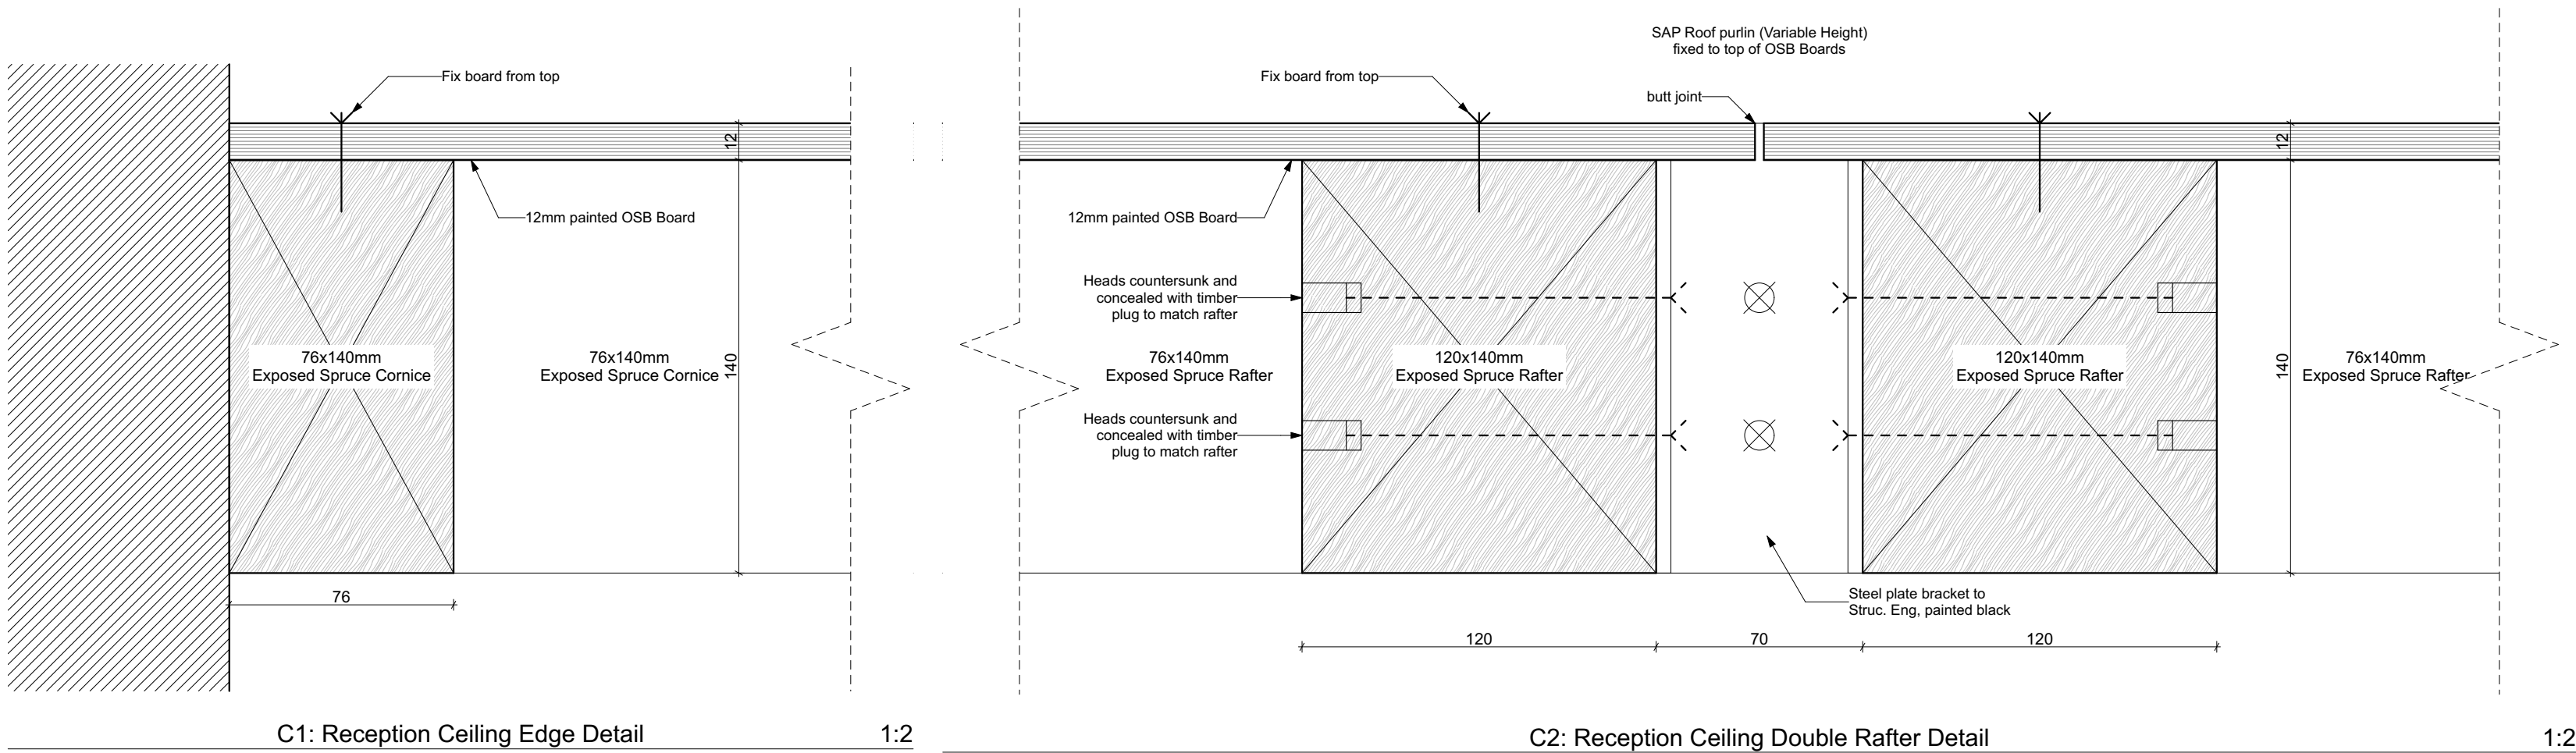 Fix board from top
12
12mm painted OSB Board
76x140mm
Exposed Spruce Cornice
76x140mm
Exposed Spruce Cornice
140
76
C1: Reception Ceiling Edge Detail
1:2
SAP Roof purlin (Variable Height)
fixed to top of OSB Boards
Fix board from top
butt joint
12
12mm painted OSB Board
Heads countersunk and
concealed with timber
plug to match rafter
76x140mm
Exposed Spruce Rafter
120x140mm
Exposed Spruce Rafter
120x140mm
Exposed Spruce Rafter
140
76x140mm
Exposed Spruce Rafter
Heads countersunk and
concealed with timber
plug to match rafter
Steel plate bracket to
Struc. Eng, painted black
120
70
120
C2: Reception Ceiling Double Rafter Detail
1:2